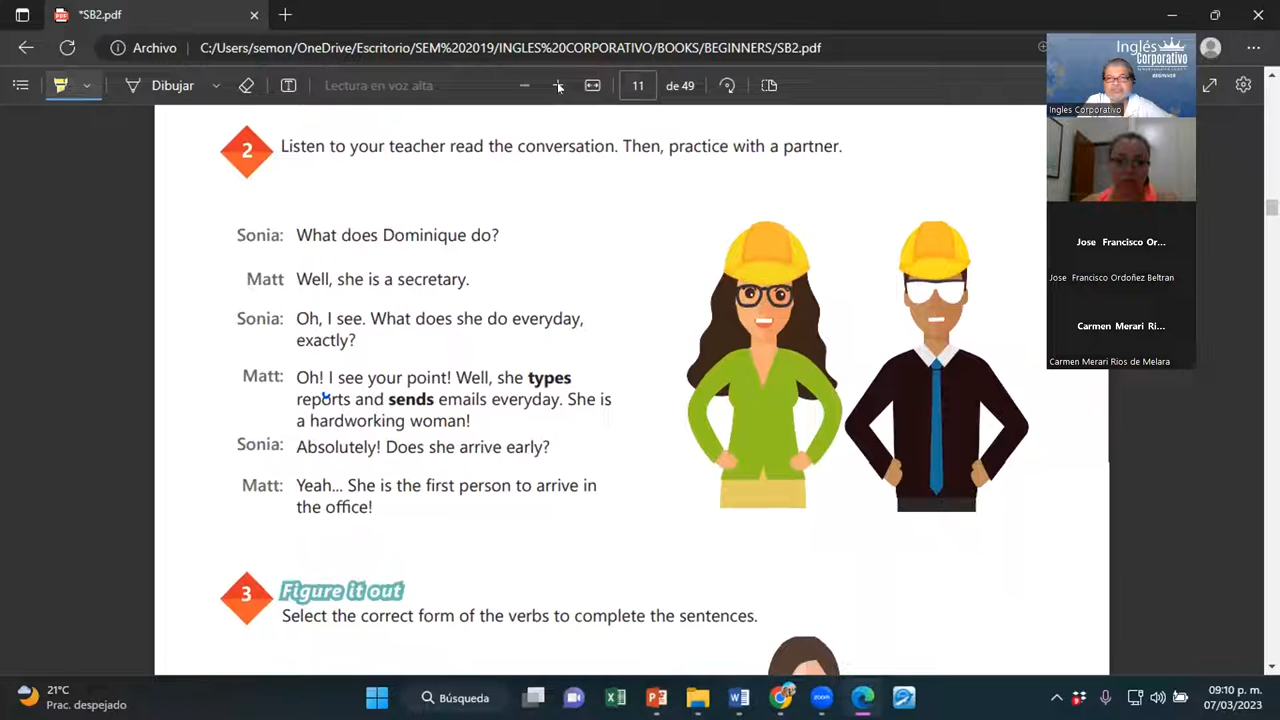 *SB2.pdf
Archivo
C:/Users/semon/OneDrive/Escritorio/SEM%202019/INGLES%20CORPORATIVO/BOOKS/BEGINNERS/SB2.pdf
Dibujar
Lectura en voz alta
11
de 49
2
Listen to your teacher read the conversation. Then, practice with a partner.
Sonia: What does Dominique do?
Matt Well, she is a secretary.
Sonia: Oh, I see. What does she do everyday,
exactly?
Matt: Oh! I see your point! Well, she types
reports and sends emails everyday. She is
a hardworking woman!
Sonia: Absolutely! Does she arrive early?
Matt: Yeah... She is the first person to arrive in
the office!
3
Figure it out
Select the correct form of the verbs to complete the sentences.
Inglés
Corporativo
BEGINNER
Ingles Corporativo
Jose Francisco Or...
Jose Francisco Ordoñez Beltran
Carmen Merari Ri...
Carmen Merari Rios de Melara
21°C
Prac. despejado
Búsqueda
zoom
09:10 p. m.
07/03/2023